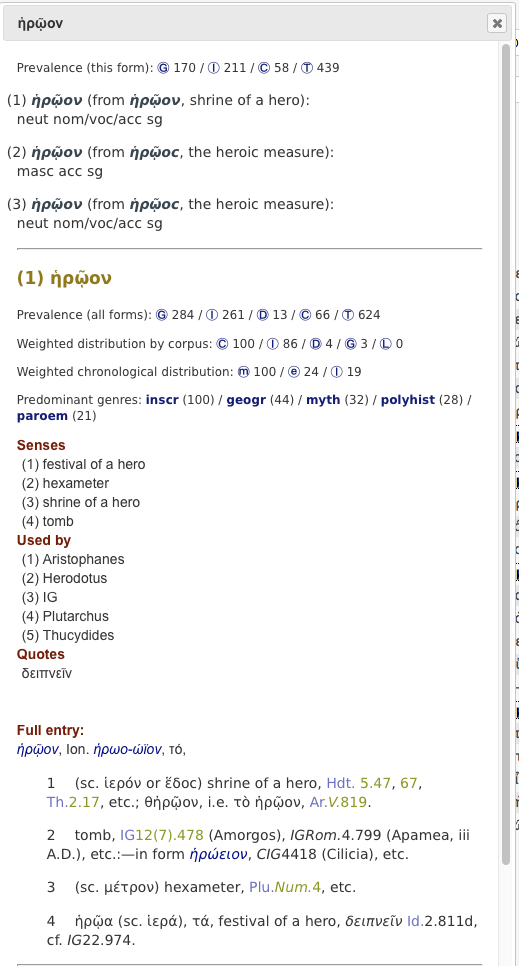 ἡρῷον
Prevalence (this form): Ⓖ 170 / Ⓘ 211 / Ⓒ 58 / Ⓣ 439
(1) ἡρῷον (from ἡρῷον, shrine of a hero):
neut nom/voc/acc sg
(2) ἡρῷον (from ἡρῷοϲ, the heroic measure):
masc acc sg
(3) ἡρῷον (from ἡρῷοϲ, the heroic measure):
neut nom/voc/acc sg
(1) ἡρῷον
Prevalence (all forms): Ⓖ 284 / Ⓘ 261 / Ⓓ 13 / Ⓒ 66 / Ⓣ 624
Weighted distribution by corpus: Ⓒ 100 / Ⓘ 86 / Ⓓ 4 / Ⓖ 3 / Ⓛ 0
Weighted chronological distribution: ⓜ 100 / ⓔ 24 / Ⓘ 19
Predominant genres: inscr (100) / geogr (44) / myth (32) / polyhist (28) /
paroem (21)
Senses
(1) festival of a hero
(2) hexameter
(3) shrine of a hero
(4) tomb
Used by
(1) Aristophanes
(2) Herodotus
(3) IG
(4) Plutarchus
(5) Thucydides
Quotes
δειπνεῖν
Full entry:
ἡρῷον, Ion. ἡρωο-ώϊον, τό,
1 (sc. ἱερόν or ἕδοϲ) shrine of a hero, Hdt. 5.47, 67,
Th.2.17, etc.; θἠρῷον, i.e. τὸ ἡρῷον, Ar.V.819.
2 tomb, IG12(7).478 (Amorgos), IGRom.4.799 (Apamea, iii
A.D.), etc.:—in form ἡρώειον, CIG4418 (Cilicia), etc.
3 (sc. μέτρον) hexameter, Plu.Num.4, etc.
4 ἡρῷα (sc. ἱερά), τά, festival of a hero, δειπνεῖν Id.2.811d,
cf. IG22.974.